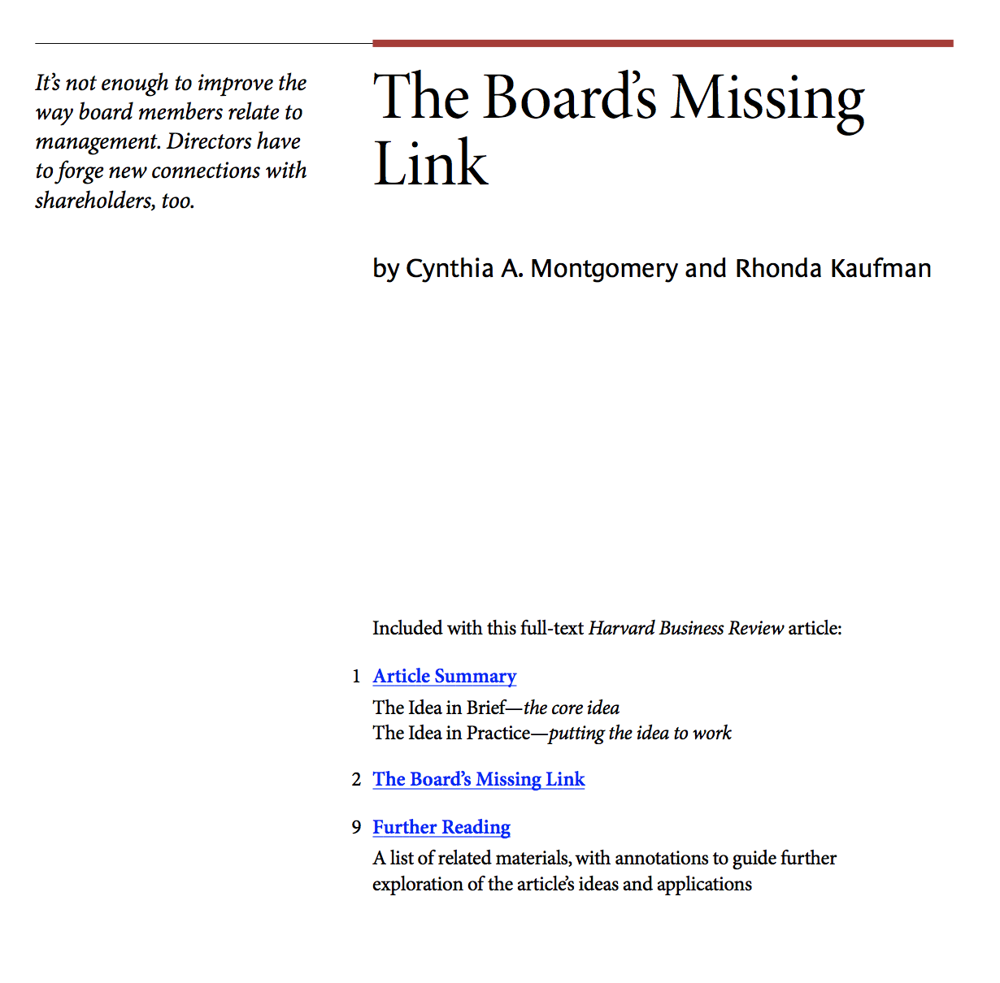 It’s not enough to improve the
way board members relate to
management. Directors have
to forge new connections with
shareholders, too.
The Board’s Missing
Link
by Cynthia A. Montgomery and Rhonda Kaufman
Included with this full-text Harvard Business Review article:
1 Article Summary
The Idea in Brief—the core idea
The Idea in Practice—putting the idea to work
2 The Board’s Missing Link
9 Further Reading
A list of related materials, with annotations to guide further
exploration of the article’s ideas and applications